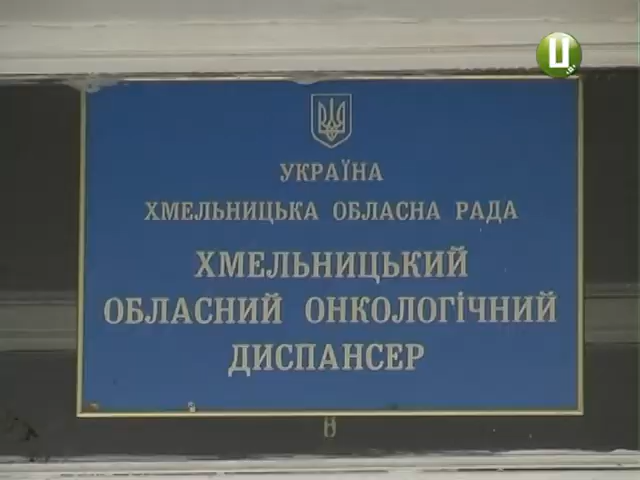 Ц
УКРАЇНА
ХМЕЛЬНИЦЬКА ОБЛАСНА РАДА
ХМЕЛЬНИЦЬКИЙ
ОБЛАСНИЙ ОНКОЛОГІЧНИЙ
ДИСПАНСЕР